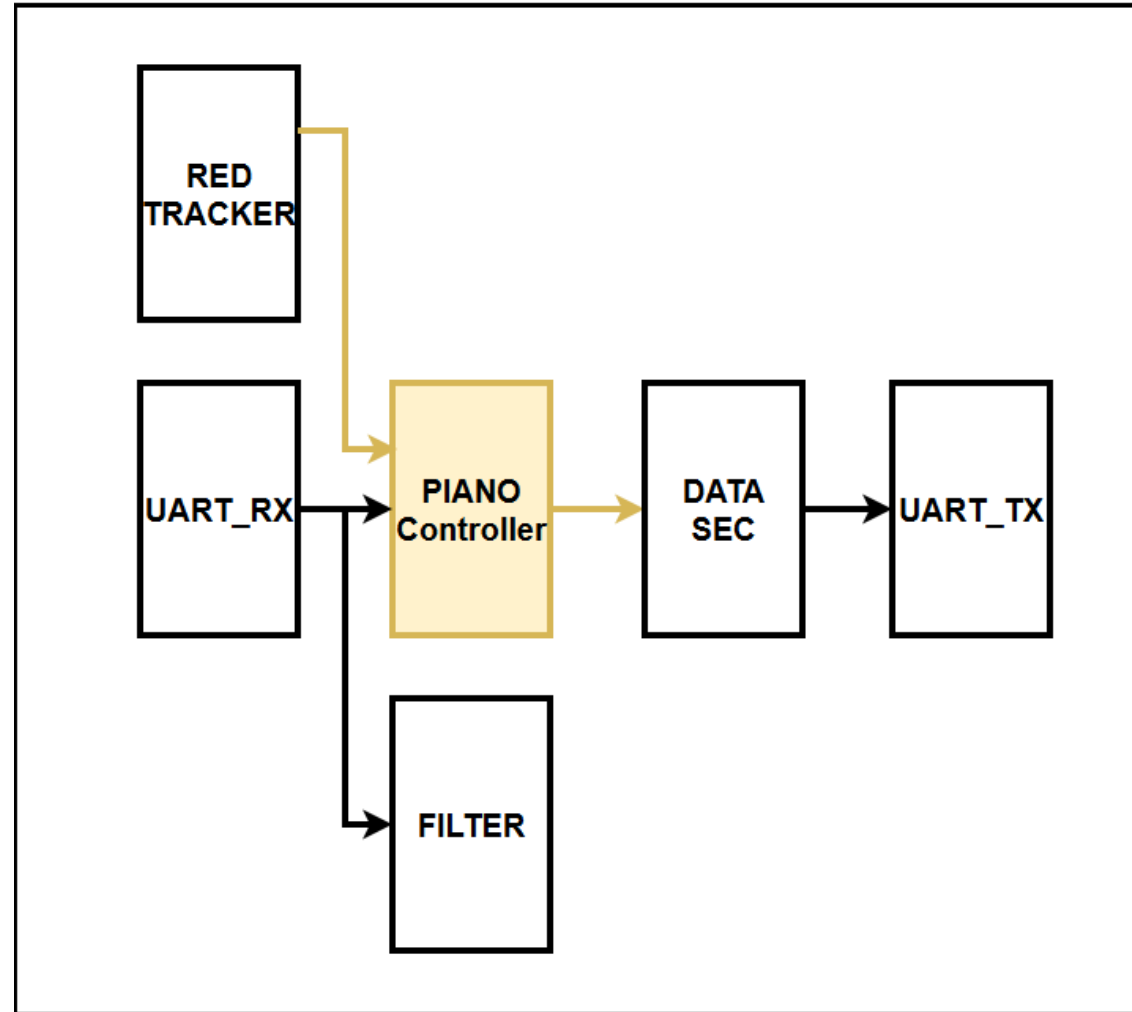 RED
TRACKER
UART_RX
PIANO
Controller
DATA
SEC
UART_TX
FILTER